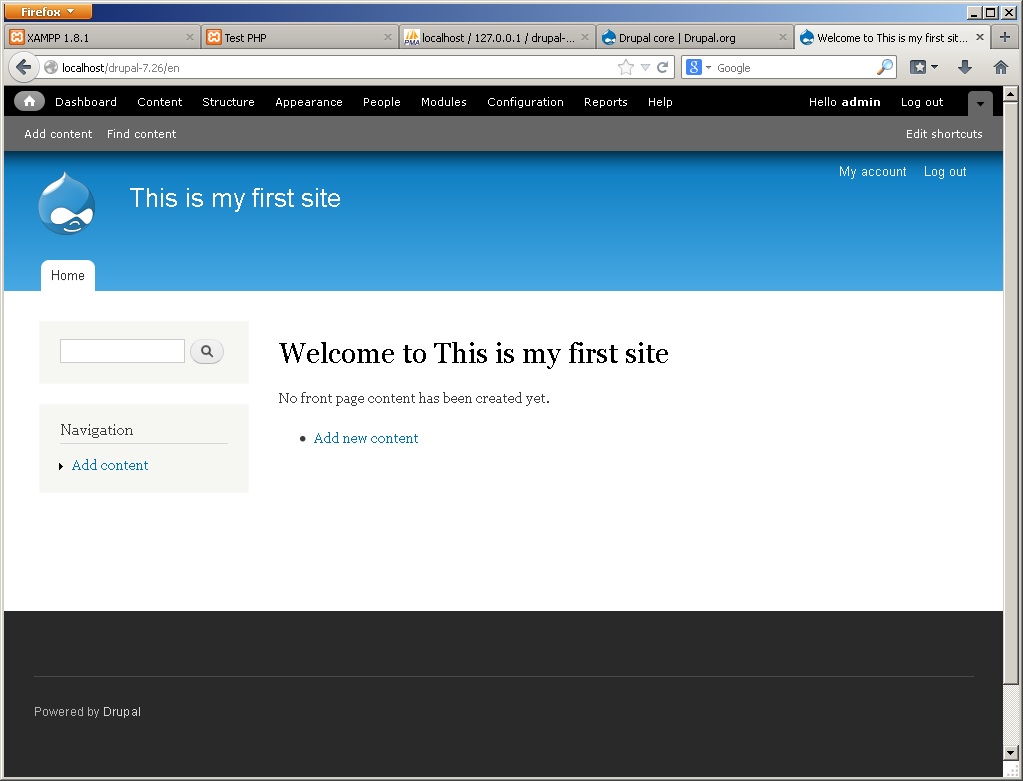 Firefox
XAMPP 1.8.1
Test PHP
PMA localhost / 127.0.0.1 / drupal-...
Drupal core | Drupal.org
Welcome to This is my first sit...
localhost/drupal-7.26/en
8 Google
Dashboard Content Structure Appearance People Modules Configuration Reports Help Hello admin Log out
Add content Find content Edit shortcuts
My account Log out
This is my first site
Home
Welcome to This is my first site
No front page content has been created yet.
Add new content
Navigation
Add content
Powered by Drupal